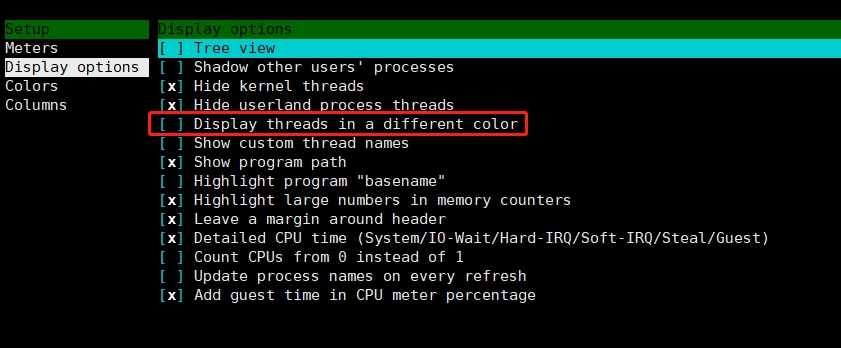 Setup
Meters
Display options
Colors
Columns
Display options
[ ] Tree view
[ ] Shadow other users' processes
[x] Hide kernel threads
[x] Hide userland process threads
[ ] Display threads in a different color
[ ] Show custom thread names
[x] Show program path
[ ] Highlight program "basename"
[x] Highlight large numbers in memory counters
[x] Leave a margin around header
[x] Detailed CPU time (System/IO-Wait/Hard-IRQ/Soft-IRQ/Steal/Guest)
[ ] Count CPUs from 0 instead of 1
[ ] Update process names on every refresh
[x] Add guest time in CPU meter percentage